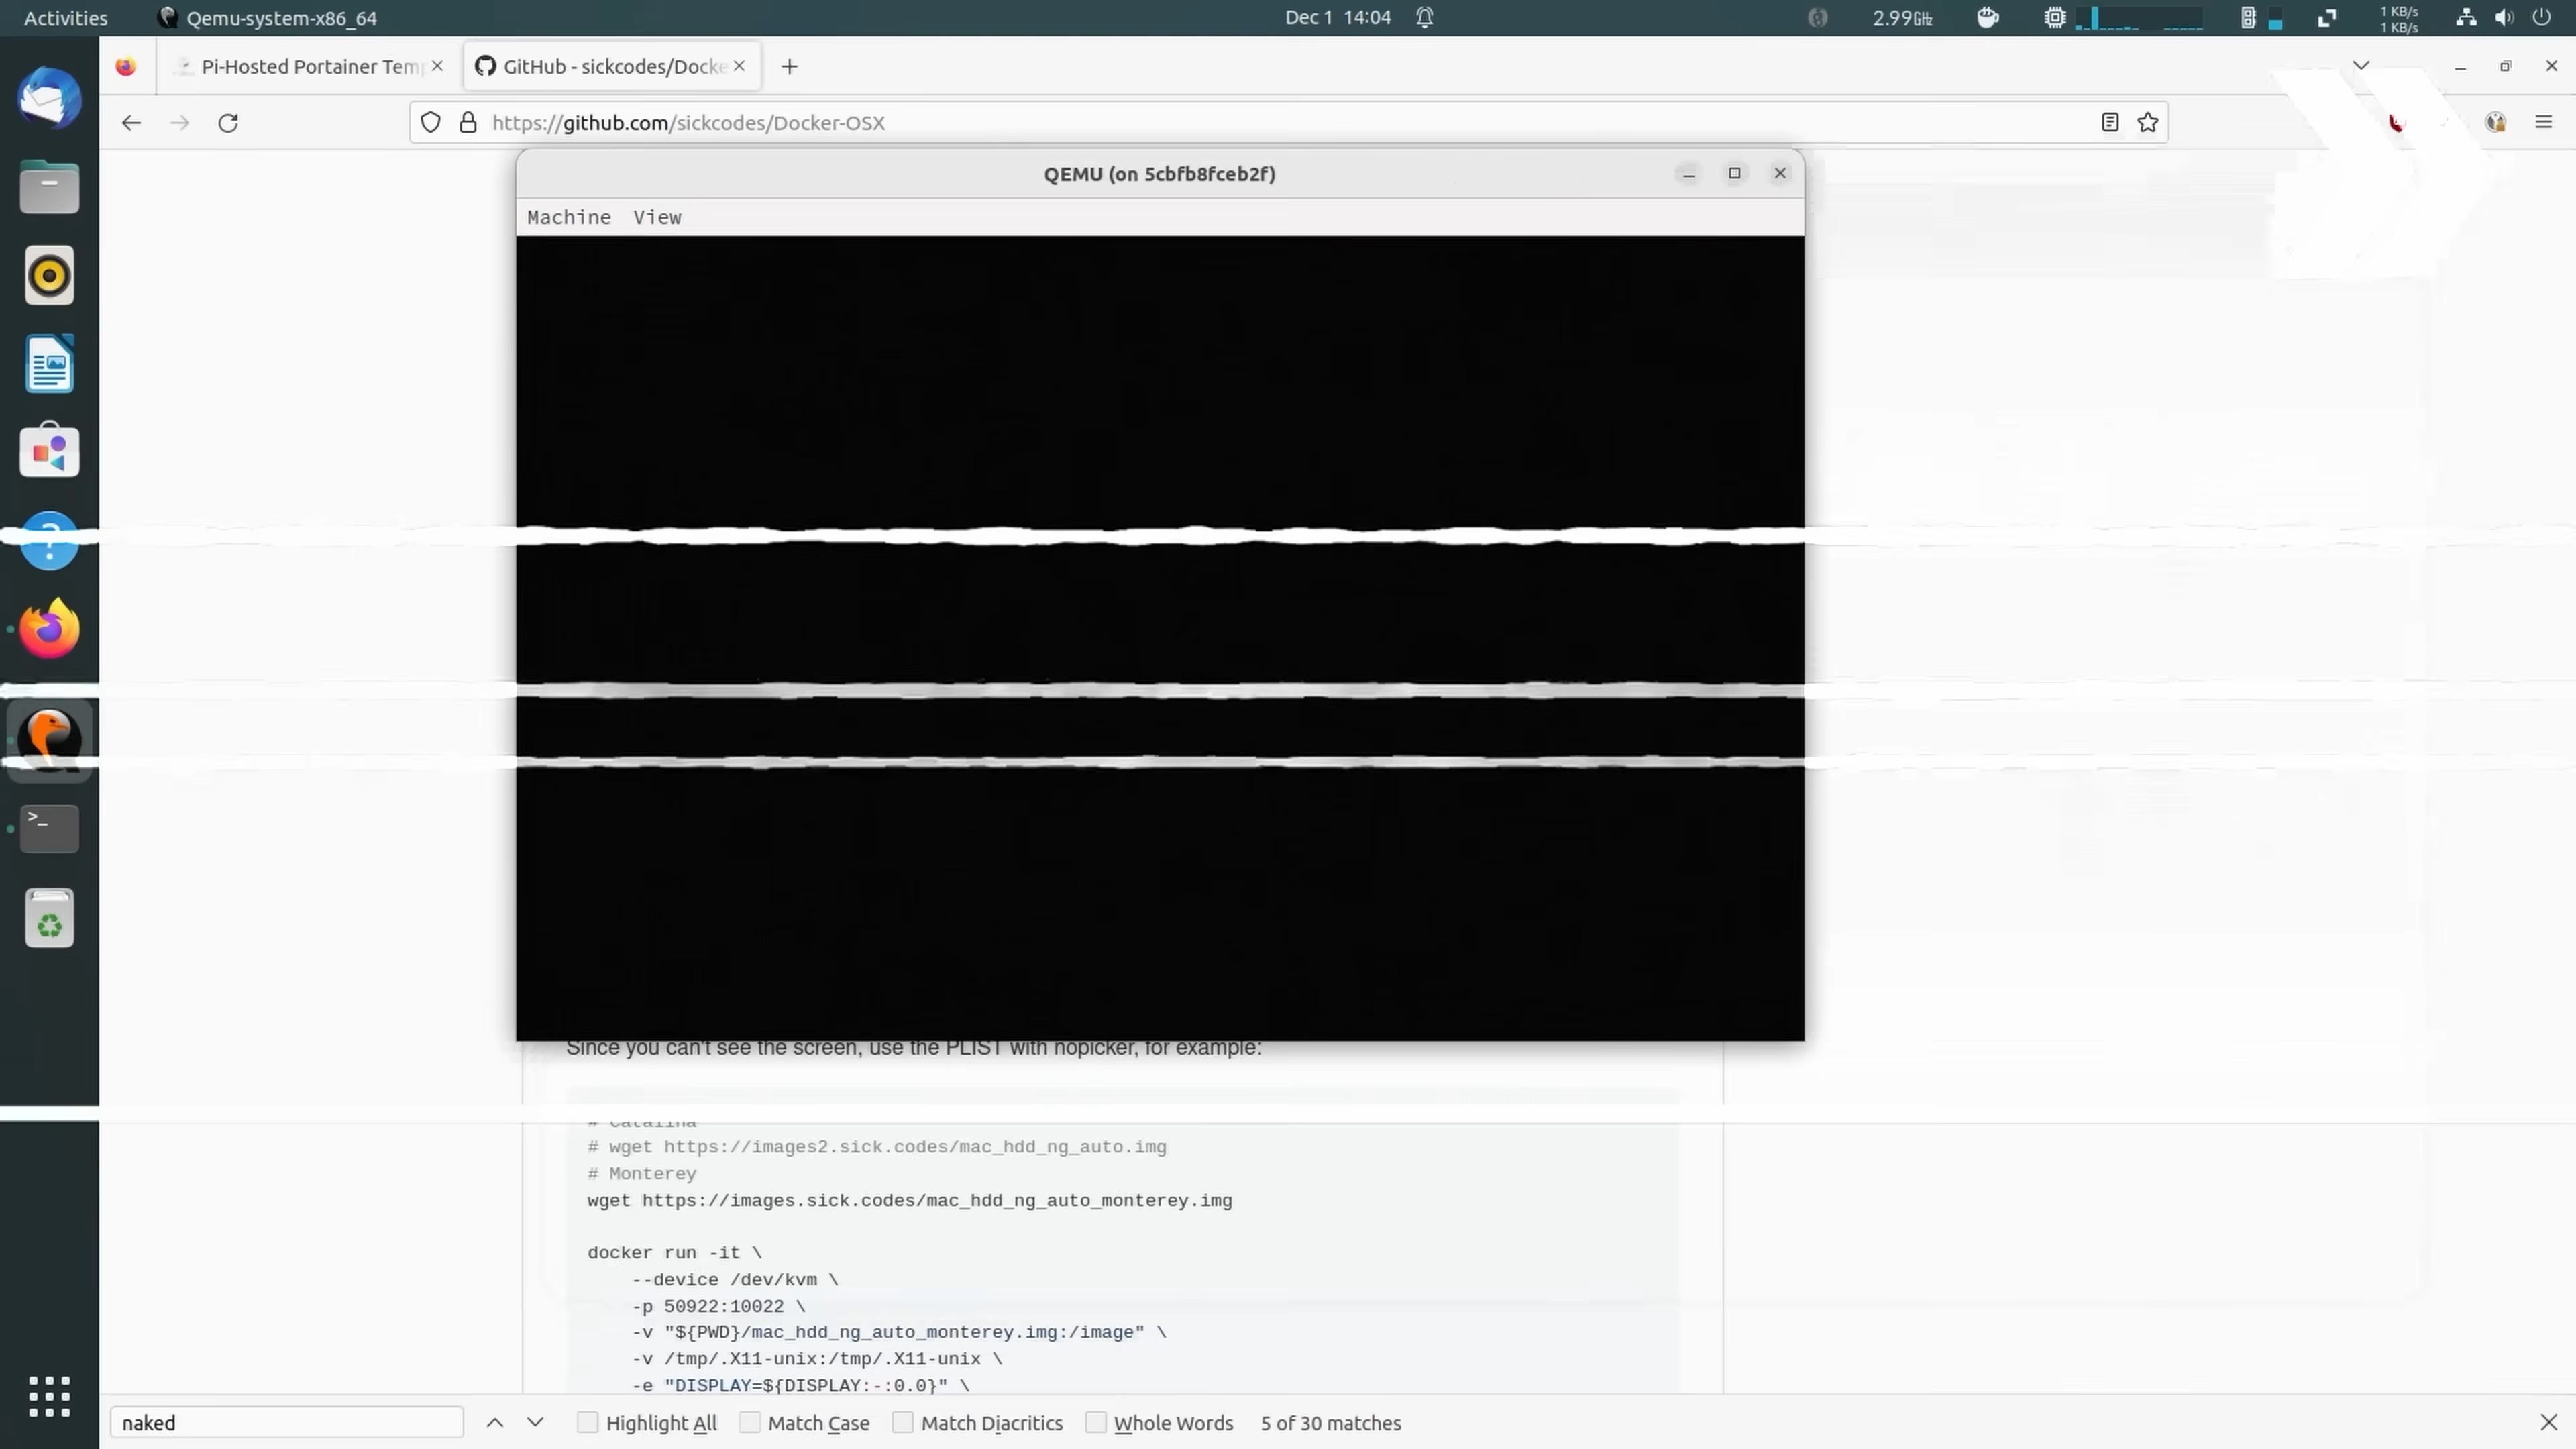 Activities
Qemu-system-x86_64
Dec 1 14:04
2.99GHz
1 KB/s
1 KB/s
Pi-Hosted Portainer Temp
GitHub - sickcodes/Docke
https://github.com/sickcodes/Docker-OSX
QEMU (on 5cbfb8fceb2f)
Machine View
Since you can't see the screen, use the PLIST with nopicker, for example:
# Catalina
# wget https://images2.sick.codes/mac_hdd_ng_auto.img
# Monterey
wget https://images.sick.codes/mac_hdd_ng_auto_monterey.img
docker run -it \
--device /dev/kvm \
-p 50922:10022 \
-v "${PWD}/mac_hdd_ng_auto_monterey.img:/image" \
-v /tmp/.X11-unix:/tmp/.X11-unix \
-e "DISPLAY=${DISPLAY:-:0.0}" \
naked
Highlight All
Match Case
Match Diacritics
Whole Words
5 of 30 matches